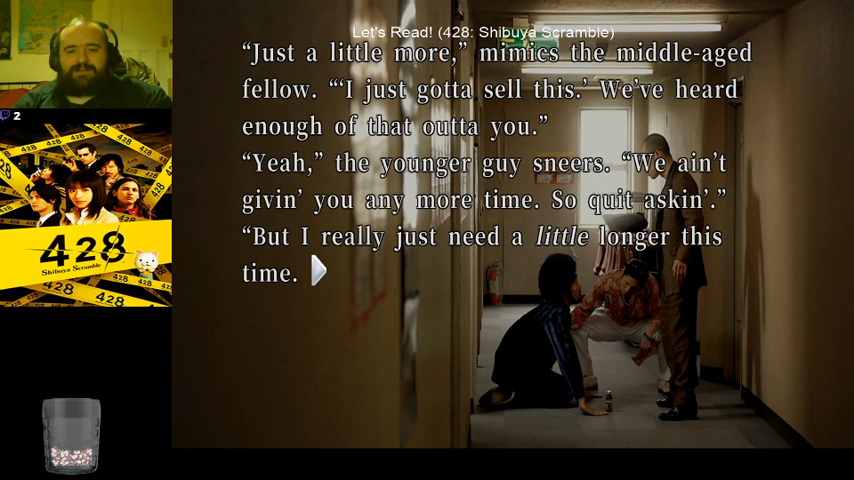 Let's Read! (428: Shibuya Scramble)
“Just a little more,” mimics the middle-aged
fellow. “‘I just gotta sell this.’ We’ve heard
enough of that outta you.”
“Yeah,” the younger guy sneers. “We ain’t
givin’ you any more time. So quit askin’.”
“But I really just need a little longer this
time.
2
428
428
428
428
Shibuya Scramble
428
428
428